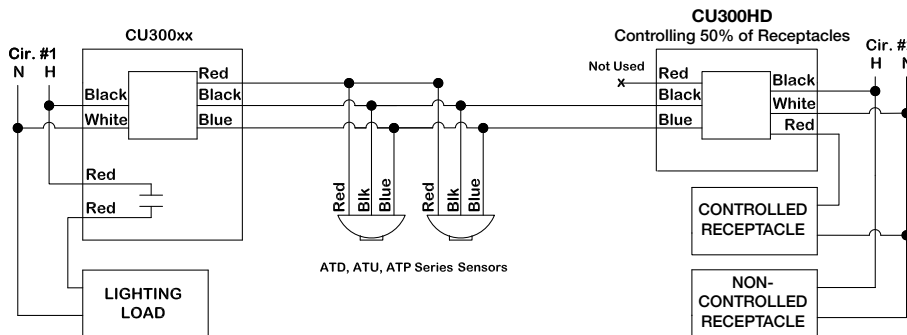 CU300xx
CU300HD
Controlling 50% of Receptacles
Cir. #1
N H
Cir. #
H N
Red
Black
White
Black
Blue
Red
Red
Not Used
x
Red
Black
Blue
Black
White
Red
Red
Blk
Blue
Red
Blk
Blue
ATD, ATU, ATP Series Sensors
LIGHTING
LOAD
CONTROLLED
RECEPTACLE
NON-
CONTROLLED
RECEPTACLE